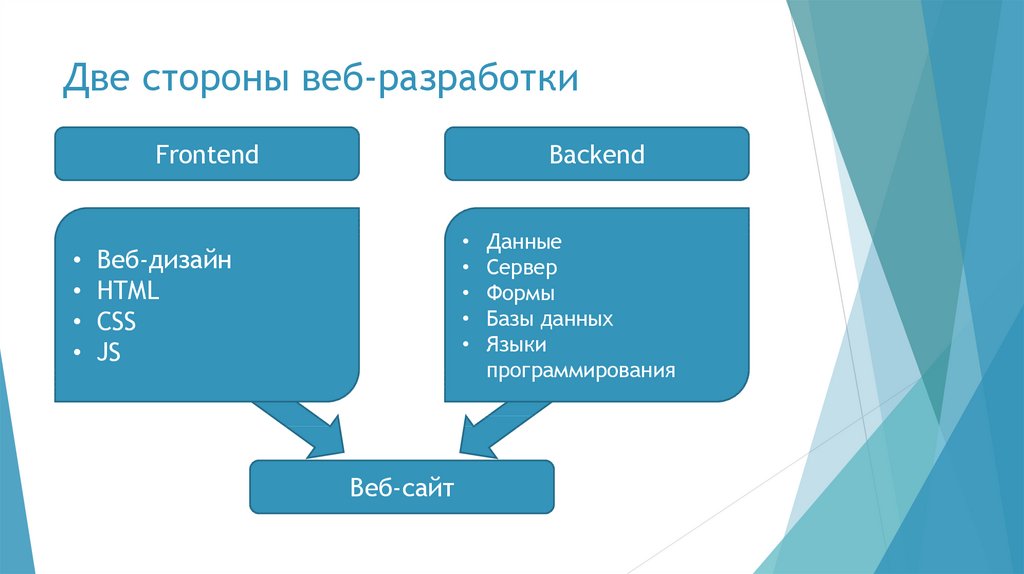 Две стороны веб-разработки
Frontend
Backend
• Веб-дизайн
• HTML
• CSS
• JS
• Данные
• Сервер
• Формы
• Базы данных
• Языки
программирования
Веб-сайт